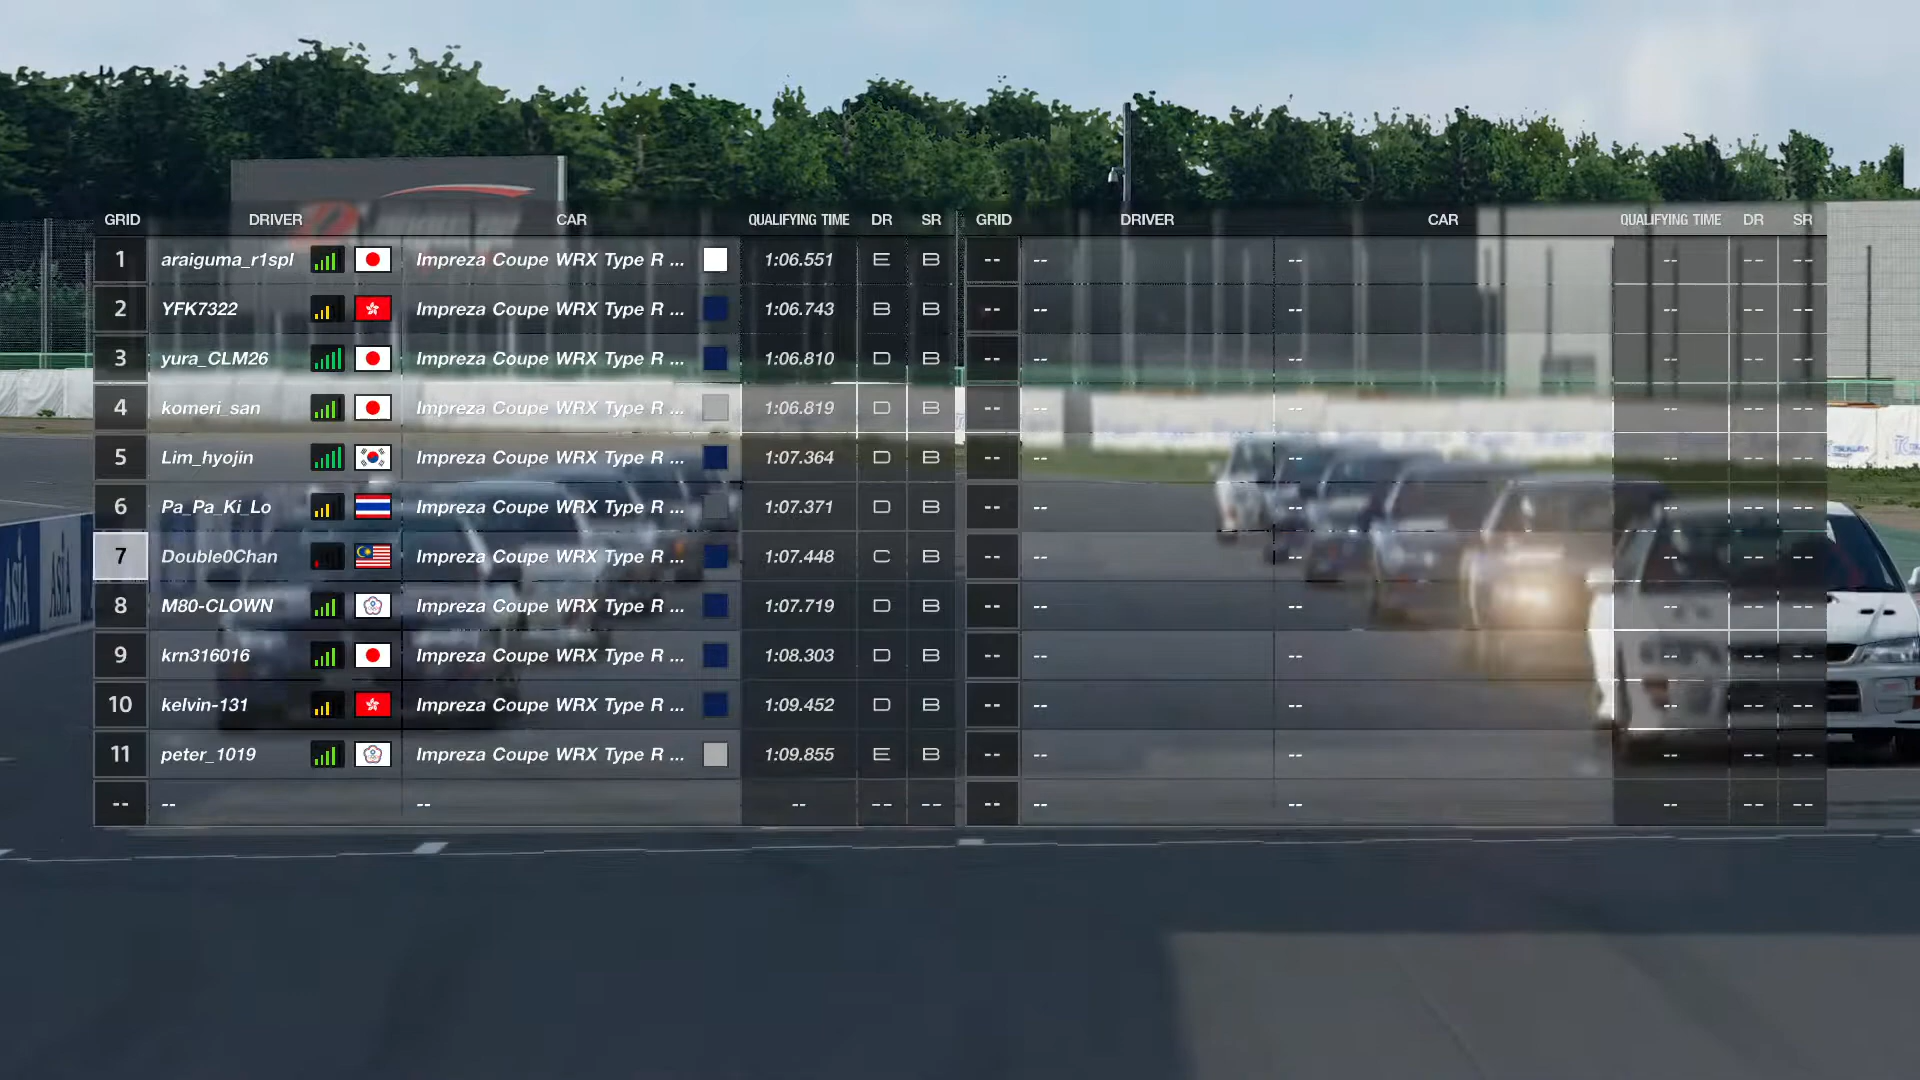 GRID DRIVER CAR QUALIFYING TIME DR SR GRID DRIVER CAR QUALIFYING TIME DR SR
1 araiguma_r1spl Impreza Coupe WRX Type R ... 1:06.551 E B -- -- -- -- -- --
2 YFK7322 Impreza Coupe WRX Type R ... 1:06.743 B B -- -- -- -- -- --
3 yura_CLM26 Impreza Coupe WRX Type R ... 1:06.810 D B -- -- -- -- -- --
4 komeri_san Impreza Coupe WRX Type R ... 1:06.819 D B -- -- -- -- -- --
5 Lim_hyojin Impreza Coupe WRX Type R ... 1:07.364 D B -- -- -- -- -- --
6 Pa_Pa_Ki_Lo Impreza Coupe WRX Type R ... 1:07.371 D B -- -- -- -- -- --
7 Double0Chan Impreza Coupe WRX Type R ... 1:07.448 C B -- -- -- -- -- --
8 M80-CLOWN Impreza Coupe WRX Type R ... 1:07.719 D B -- -- -- -- -- --
9 krn316016 Impreza Coupe WRX Type R ... 1:08.303 D B -- -- -- -- -- --
10 kelvin-131 Impreza Coupe WRX Type R ... 1:09.452 D B -- -- -- -- -- --
11 peter_1019 Impreza Coupe WRX Type R ... 1:09.855 E B -- -- -- -- -- --
-- -- -- -- -- -- -- -- -- -- -- --
ASIA ASIA